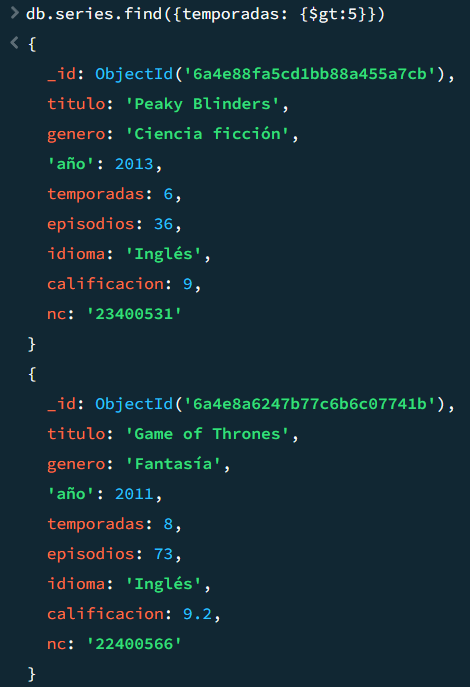 > db.series.find({temporadas: {$gt:5}})
< {
_id: ObjectId('6a4e88fa5cd1bb88a455a7cb'),
titulo: 'Peaky Blinders',
genero: 'Ciencia ficción',
'año': 2013,
temporadas: 6,
episodios: 36,
idioma: 'Inglés',
calificacion: 9,
nc: '23400531'
}
{
_id: ObjectId('6a4e8a6247b77c6b6c07741b'),
titulo: 'Game of Thrones',
genero: 'Fantasía',
'año': 2011,
temporadas: 8,
episodios: 73,
idioma: 'Inglés',
calificacion: 9.2,
nc: '22400566'
}